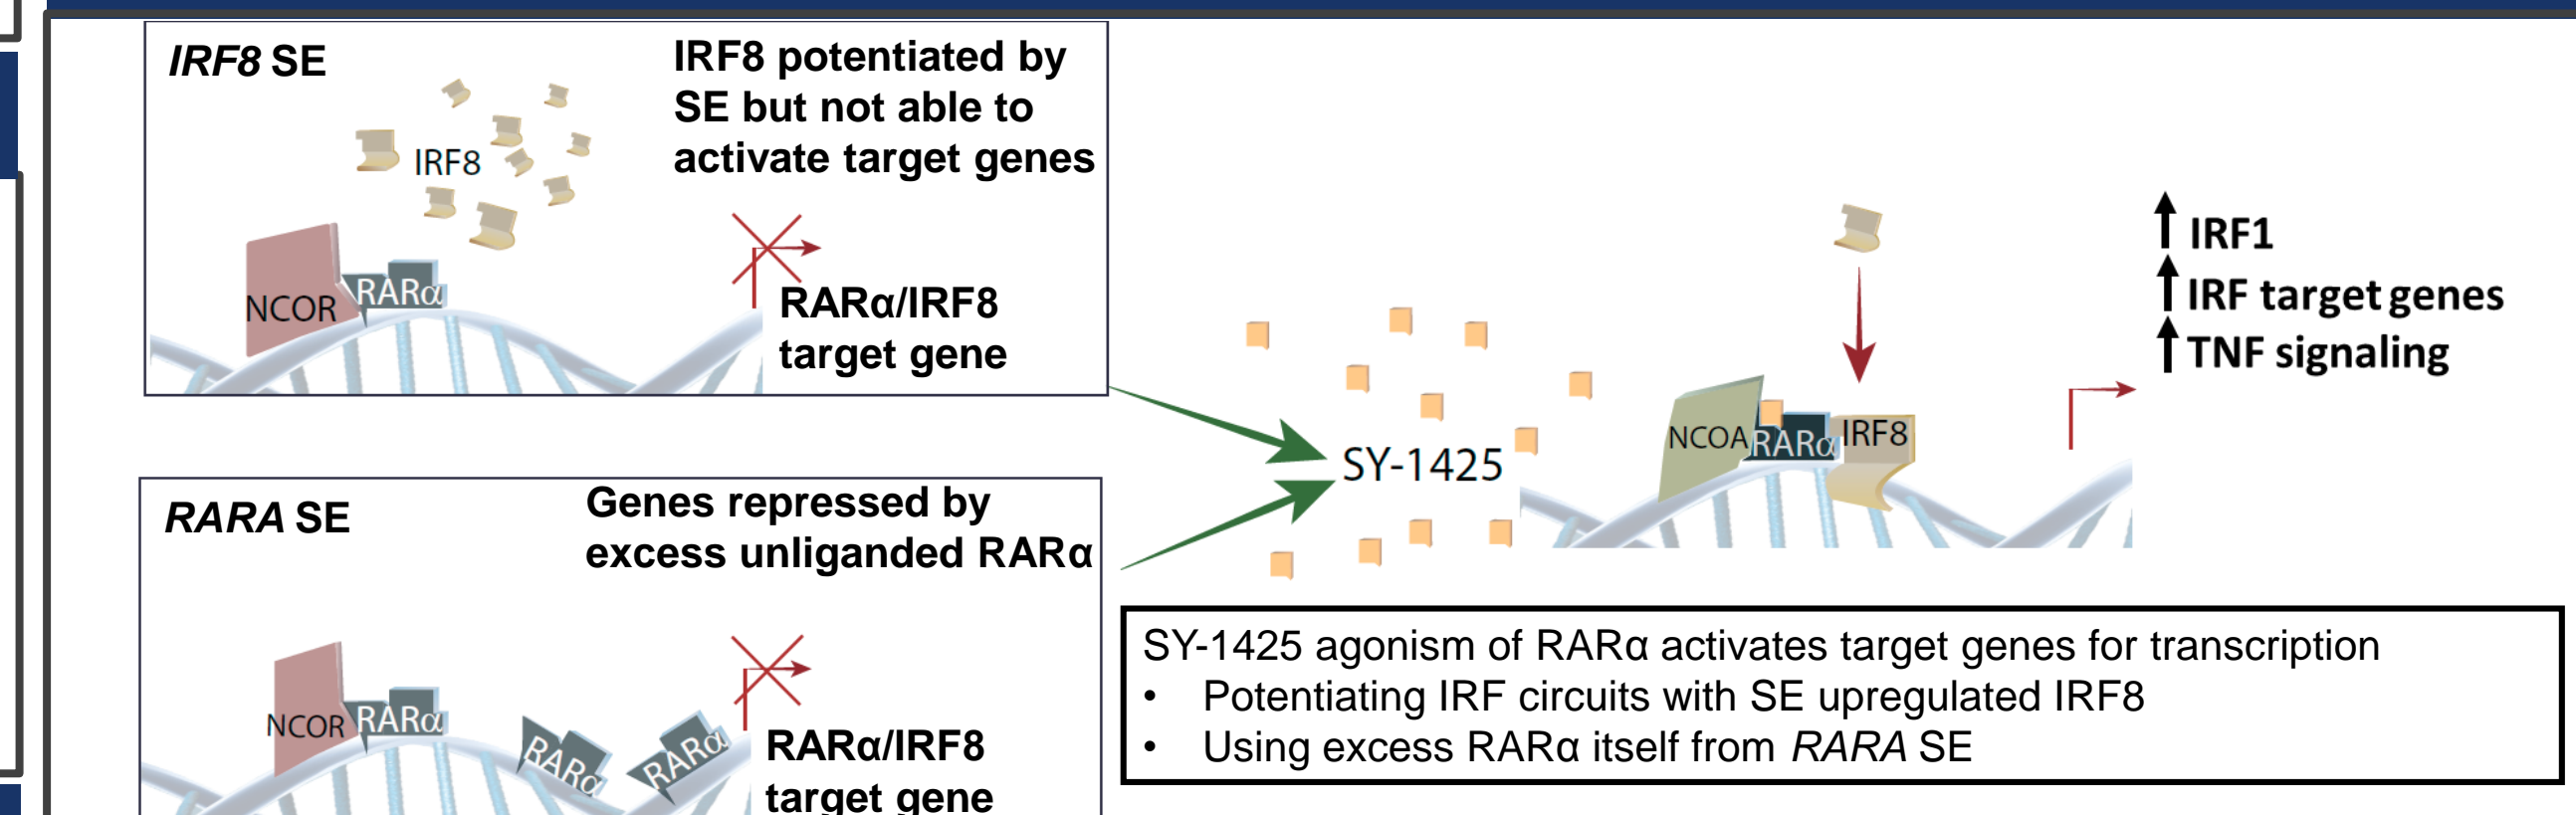 IRF8 SE
IRF8 potentiated by
SE but not able to
activate target genes
IRF8
NCOR
RARα
RARα/IRF8
target gene
RARA SE
Genes repressed by
excess unliganded RARα
NCOR
RARα
RARα
RARα
RARα/IRF8
target gene
SY-1425
NCOA
RARα
IRF8
IRF1
IRF target genes
TNF signaling
SY-1425 agonism of RARα activates target genes for transcription
• Potentiating IRF circuits with SE upregulated IRF8
• Using excess RARα itself from RARA SE